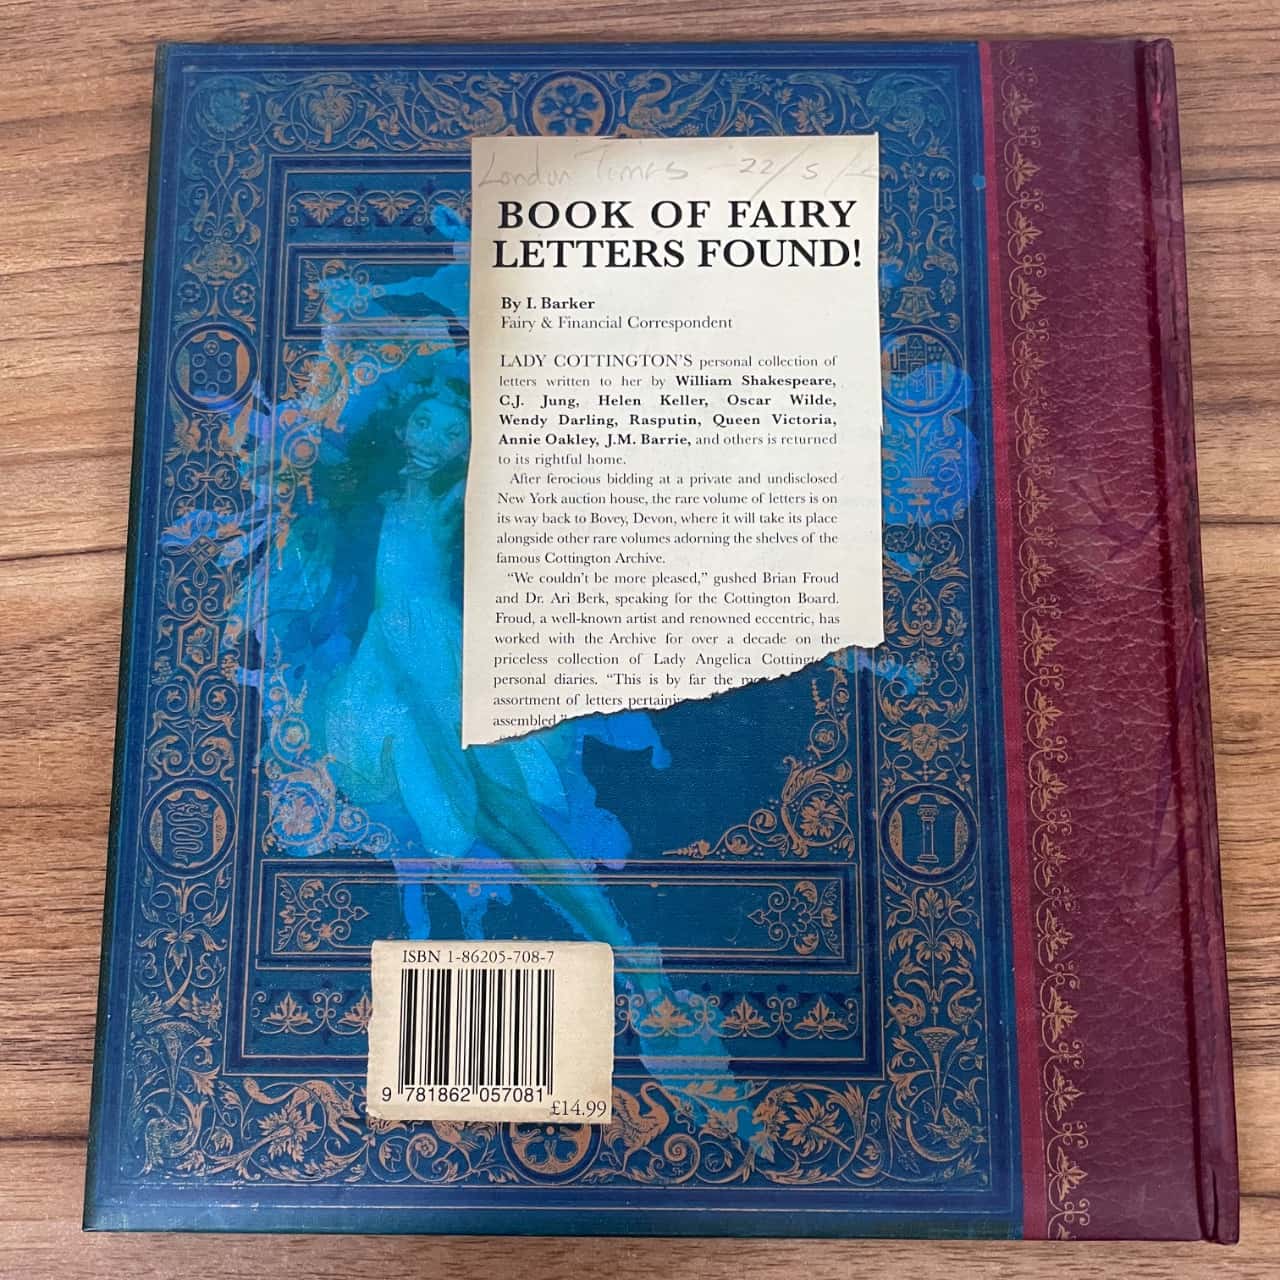 London Times 22/5/
BOOK OF FAIRY
LETTERS FOUND!
By I. Barker
Fairy & Financial Correspondent
LADY COTTINGTON'S personal collection of
letters written to her by William Shakespeare,
C.J. Jung, Helen Keller, Oscar Wilde,
Wendy Darling, Rasputin, Queen Victoria,
Annie Oakley, J.M. Barrie, and others is returned
to its rightful home.
After ferocious bidding at a private and undisclosed
New York auction house, the rare volume of letters is on
its way back to Bovey, Devon, where it will take its place
alongside other rare volumes adorning the shelves of the
famous Cottington Archive.
“We couldn't be more pleased,” gushed Brian Froud
and Dr. Ari Berk, speaking for the Cottington Board.
Froud, a well-known artist and renowned eccentric, has
worked with the Archive for over a decade on the
priceless collection of Lady Angelica
personal diaries. “This is by far the
assortment of letters
assembled”
ISBN 1-86205-708-7
9 781862 057081
£14.99